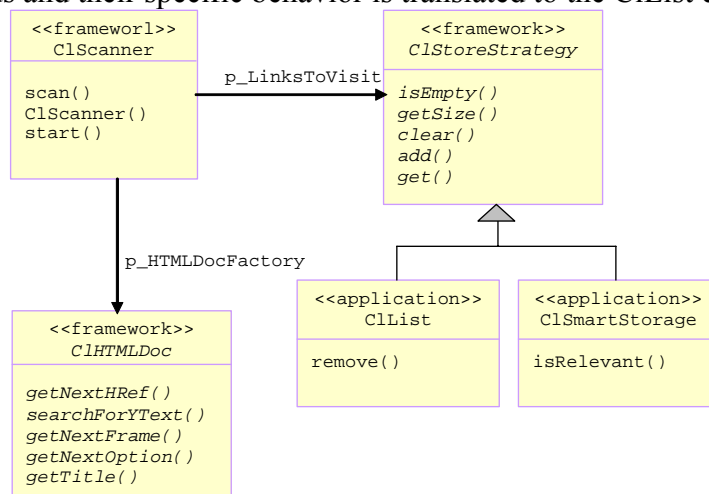 us and their specific behavior is translated to the ClList c
<<frameworl>>
ClScanner
scan()
ClScanner()
start()
p_LinksToVisit
<<framework>>
ClStoreStrategy
isEmpty()
getSize()
clear()
add()
get()
p_HTMLDocFactory
<<framework>>
ClHTMLDoc
getNextHRef()
searchForYText()
getNextFrame()
getNextOption()
getTitle()
<<application>>
ClList
remove()
<<application>>
ClSmartStorage
isRelevant()